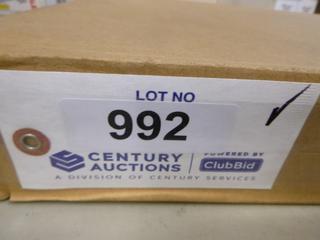 LOT NO
992
CENTURY AUCTIONS
POWERED BY
ClubBid
A DIVISION OF CENTURY SERVICES